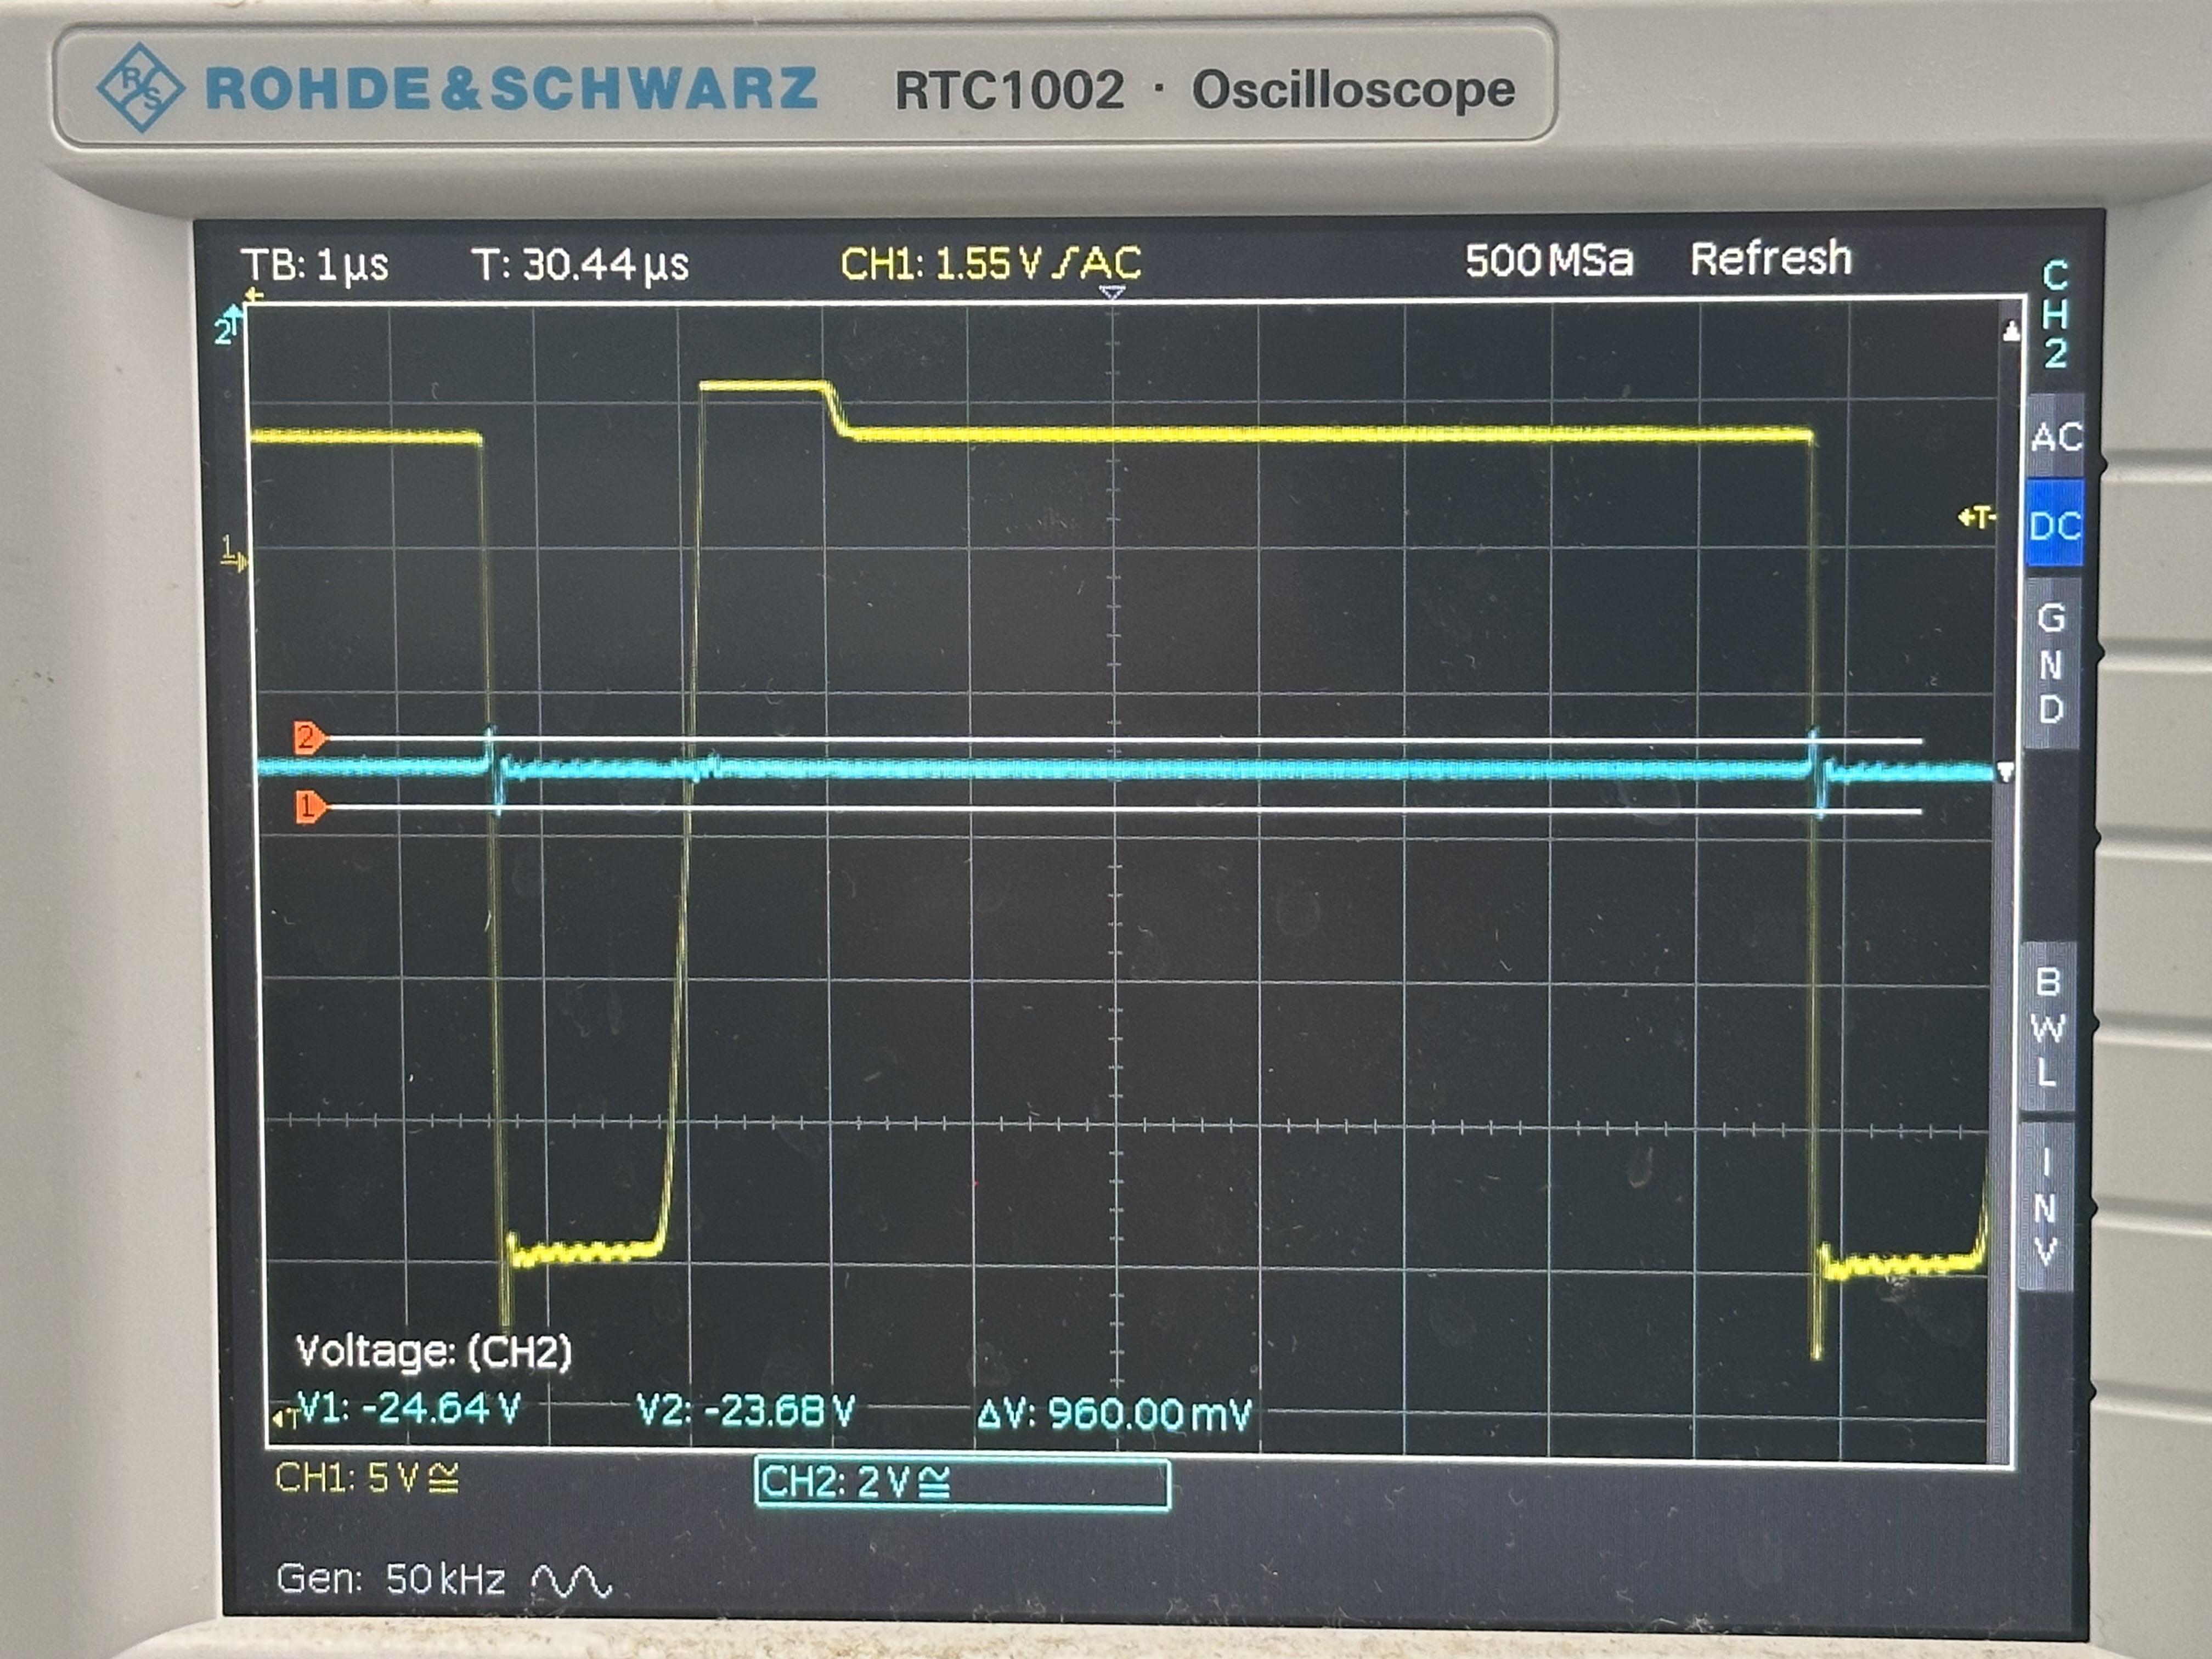 ROHDE&SCHWARZ RTC1002 · Oscilloscope
TB: 1µs T: 30.44µs CH1: 1.55V ∫AC 500MSa Refresh
CH2
2
AC
T
DC
1
GND
2
1
BWL
INV
Voltage: (CH2)
V1: -24.64V V2: -23.68V ΔV: 960.00mV
CH1: 5V≅ CH2: 2V≅
Gen: 50kHz